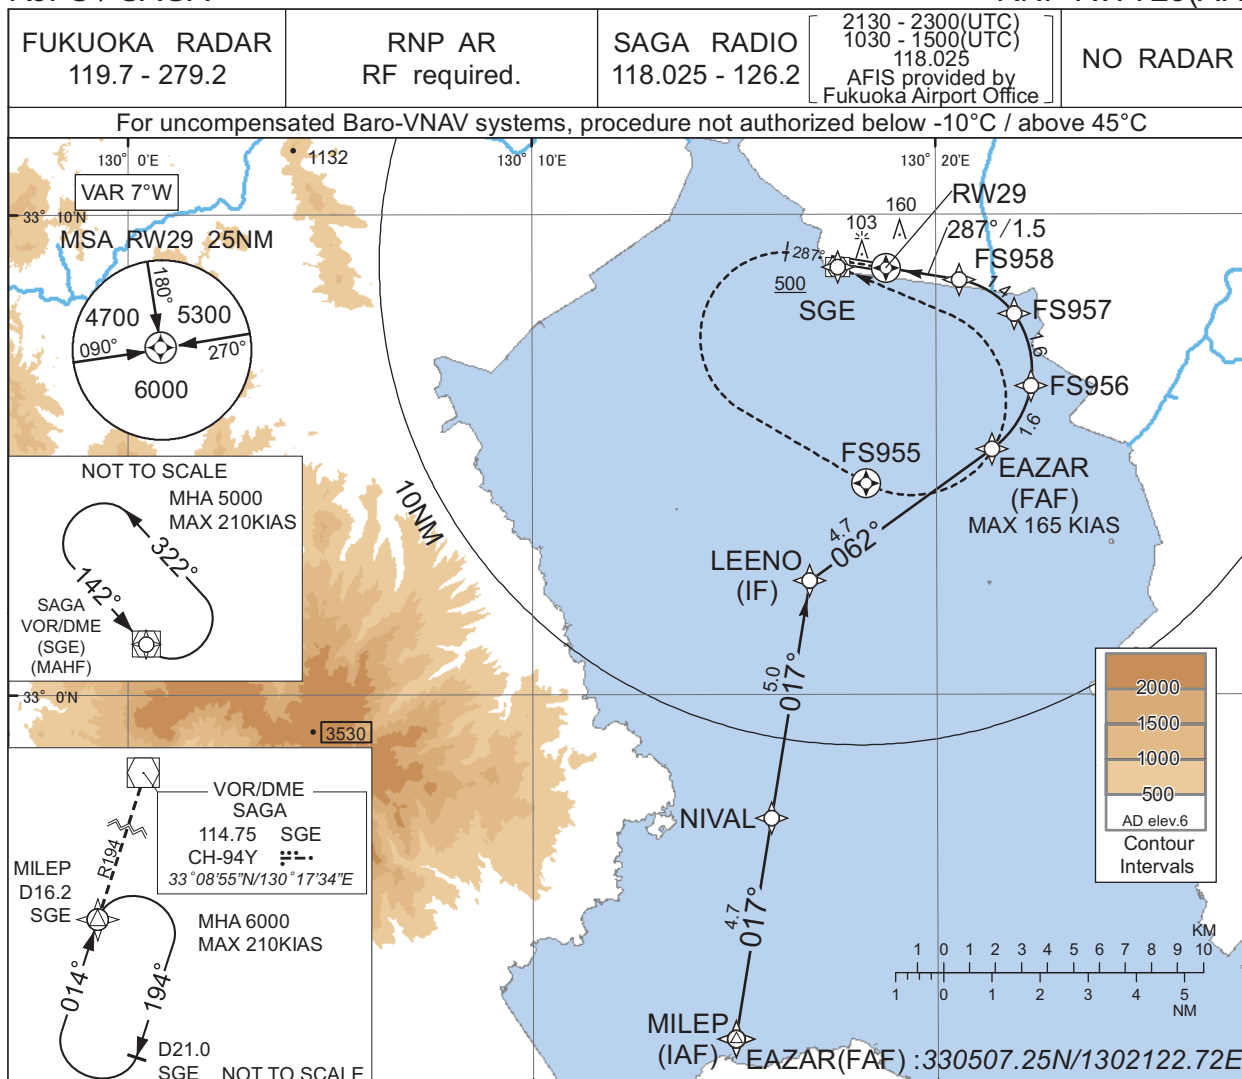 FUKUOKA RADAR
119.7 - 279.2
RNP AR
RF required.
SAGA RADIO
118.025 - 126.2
2130 - 2300(UTC)
1030 - 1500(UTC)
118.025
AFIS provided by
Fukuoka Airport Office
NO RADAR
For uncompensated Baro-VNAV systems, procedure not authorized below -10°C / above 45°C
130° 0'E
130° 10'E
130° 20'E
1132
VAR 7°W
33° 10'N
MSA RW29 25NM
180°
4700
5300
090°
270°
6000
RW29
160
103
287°/1.5
287°
500
SGE
FS958
1.4
FS957
1.6
FS956
1.6
FS955
EAZAR
(FAF)
MAX 165 KIAS
10NM
4.7
062°
LEENO
(IF)
NOT TO SCALE
MHA 5000
MAX 210KIAS
322°
142°
SAGA
VOR/DME
(SGE)
(MAHF)
5.0
017°
33° 0'N
3530
2000
1500
1000
500
AD elev.6
Contour
Intervals
VOR/DME
SAGA
114.75 SGE
CH-94Y
33°08'55"N/130°17'34"E
R194
MILEP
D16.2
SGE
MHA 6000
MAX 210KIAS
014°
194°
D21.0
SGE
NOT TO SCALE
NIVAL
4.7
017°
MILEP
(IAF)
KM
1 0 1 2 3 4 5 6 7 8 9 10
1 0 1 2 3 4 5
NM
EAZAR(FAF) :330507.25N/1302122.72E